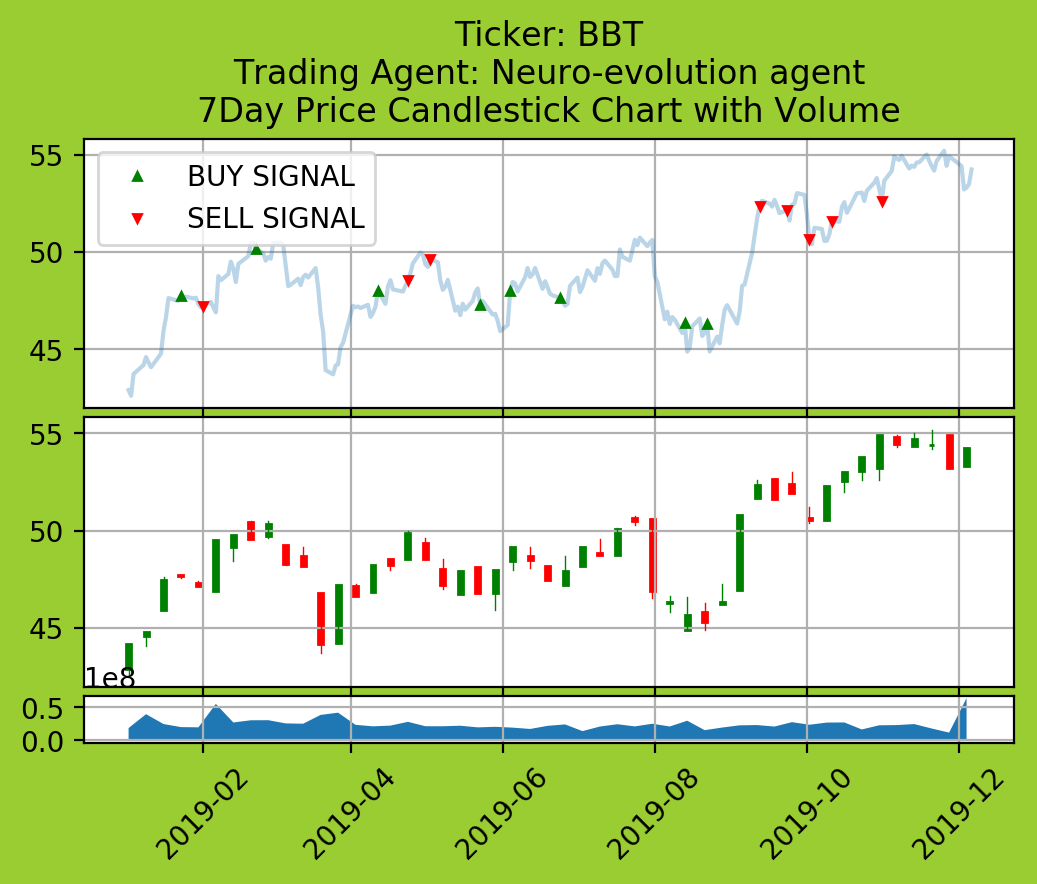 Ticker: BBT
Trading Agent: Neuro-evolution agent
7Day Price Candlestick Chart with Volume
BUY SIGNAL
SELL SIGNAL
55
50
45
55
50
45
1e8
0.5
0.0
2019-02
2019-04
2019-06
2019-08
2019-10
2019-12